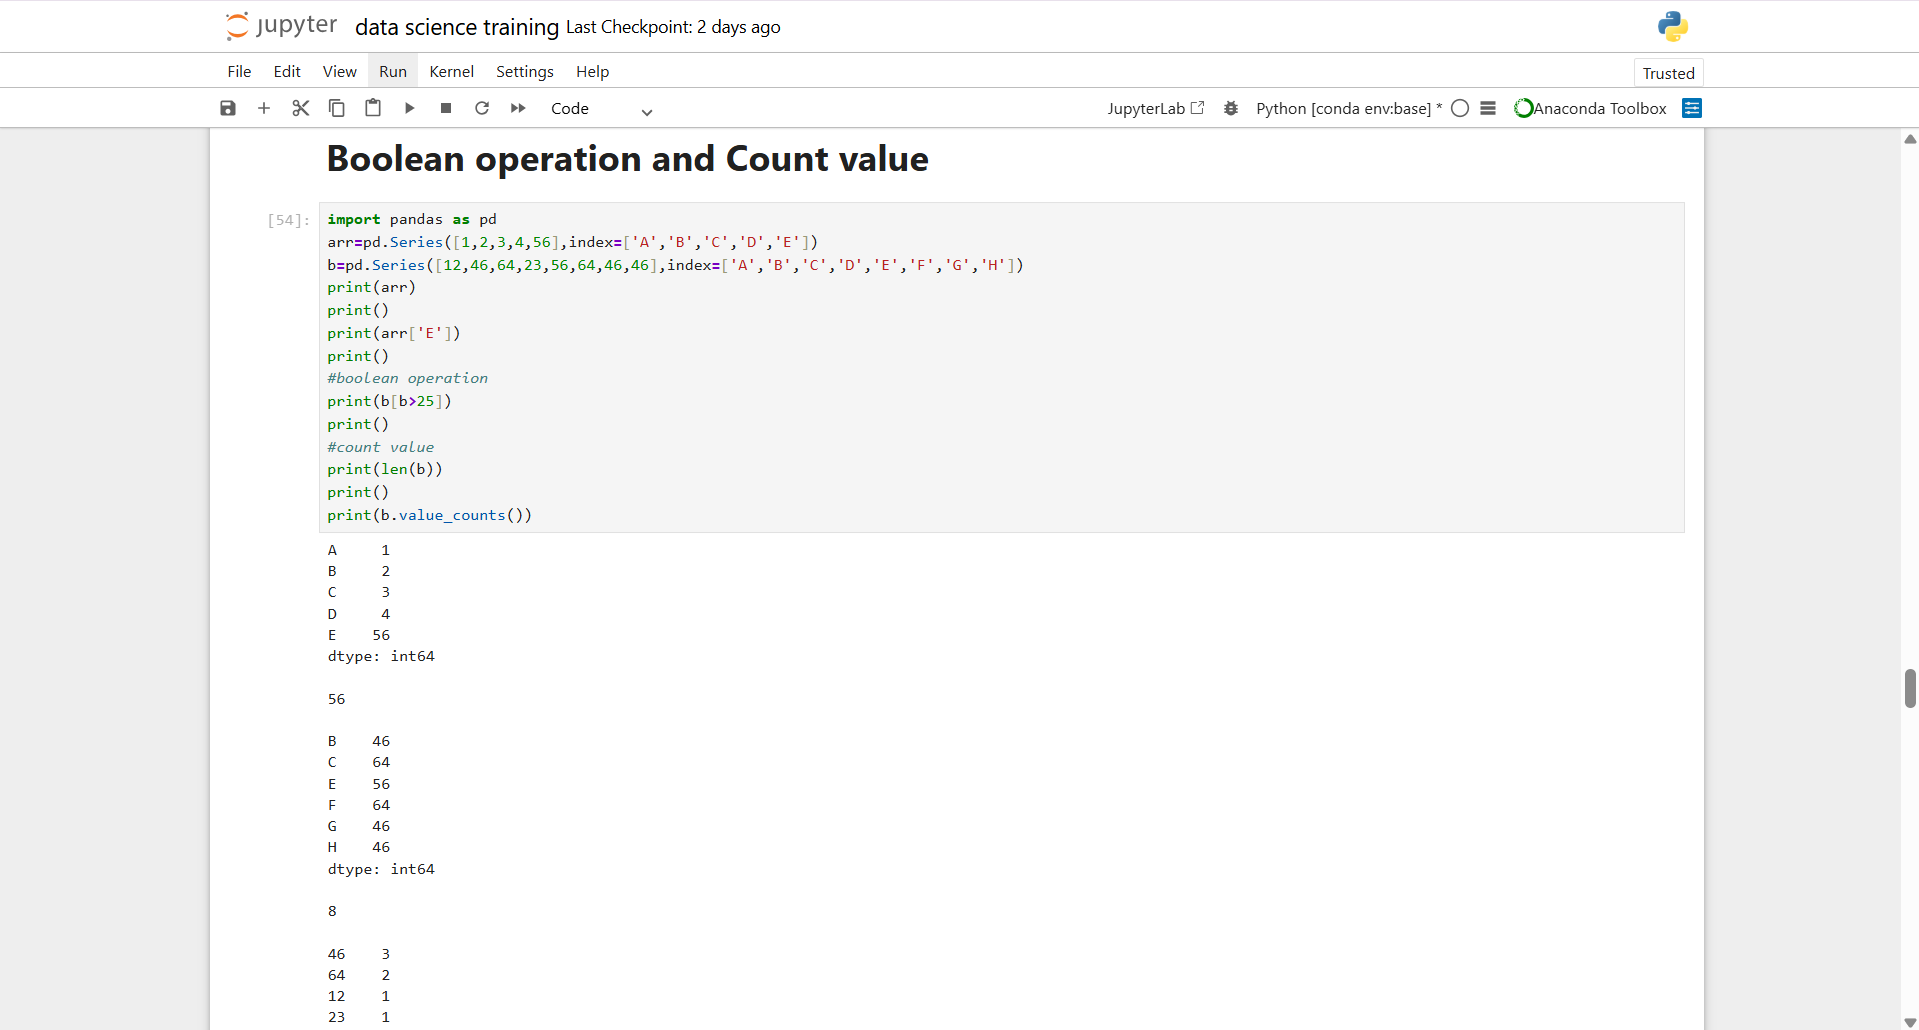 jupyter data science training Last Checkpoint: 2 days ago
File Edit View Run Kernel Settings Help Trusted
Code JupyterLab Python [conda env:base] * Anaconda Toolbox
Boolean operation and Count value
[54]: import pandas as pd
arr=pd.Series([1,2,3,4,56],index=['A','B','C','D','E'])
b=pd.Series([12,46,64,23,56,64,46,46],index=['A','B','C','D','E','F','G','H'])
print(arr)
print()
print(arr['E'])
print()
#boolean operation
print(b[b>25])
print()
#count value
print(len(b))
print()
print(b.value_counts())
A     1
B     2
C     3
D     4
E    56
dtype: int64
56
B    46
C    64
E    56
F    64
G    46
H    46
dtype: int64
8
46    3
64    2
12    1
23    1